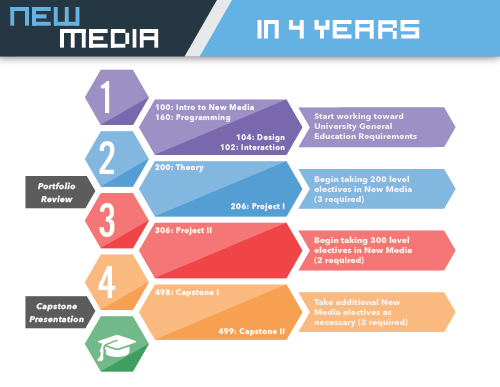 NEW
MEDIA
IN 4 YEARS
1
100: Intro to New Media
160: Programming
104: Design
102: Interaction
Start working toward
University General
Education Requirements
2
200: Theory
206: Project I
Begin taking 200 level
electives in New Media
(3 required)
Portfolio
Review
3
306: Project II
Begin taking 300 level
electives in New Media
(2 required)
4
498: Capstone I
499: Capstone II
Take additional New
Media electives as
necessary (2 required)
Capstone
Presentation